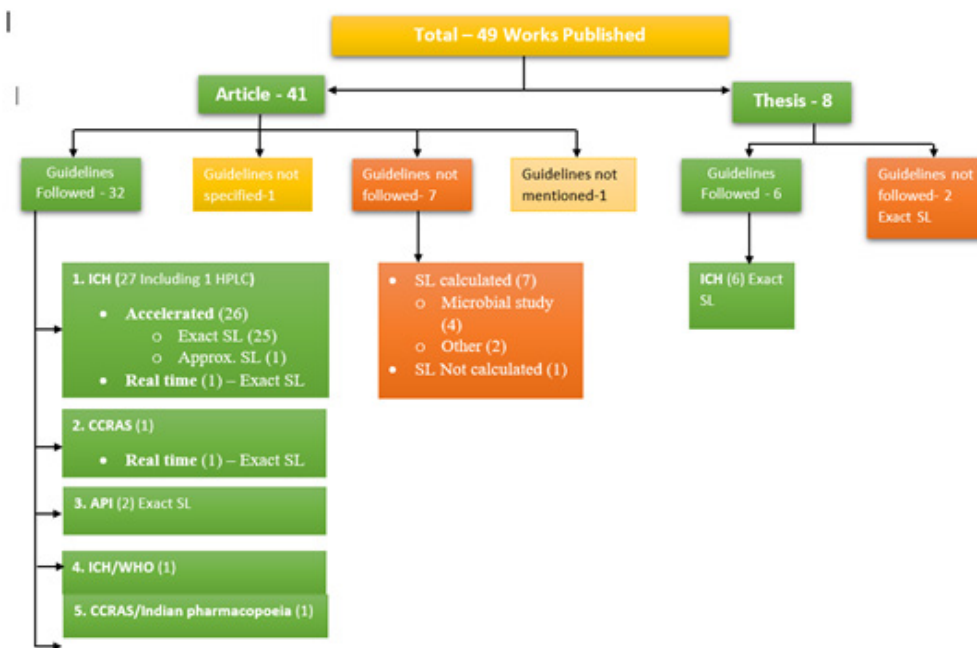 Total – 49 Works Published
Article - 41
Thesis - 8
Guidelines
Followed - 32
Guidelines not
specified-1
Guidelines not
followed- 7
Guidelines not
mentioned-1
Guidelines
Followed - 6
Guidelines not
followed- 2
Exact SL
1. ICH (27 Including 1 HPLC)
• Accelerated (26)
o Exact SL (25)
o Approx. SL (1)
• Real time (1) – Exact SL
2. CCRAS (1)
• Real time (1) – Exact SL
3. API (2) Exact SL
4. ICH/WHO (1)
5. CCRAS/Indian pharmacopoeia (1)
• SL calculated (7)
o Microbial study
(4)
o Other (2)
• SL Not calculated (1)
ICH (6) Exact
SL